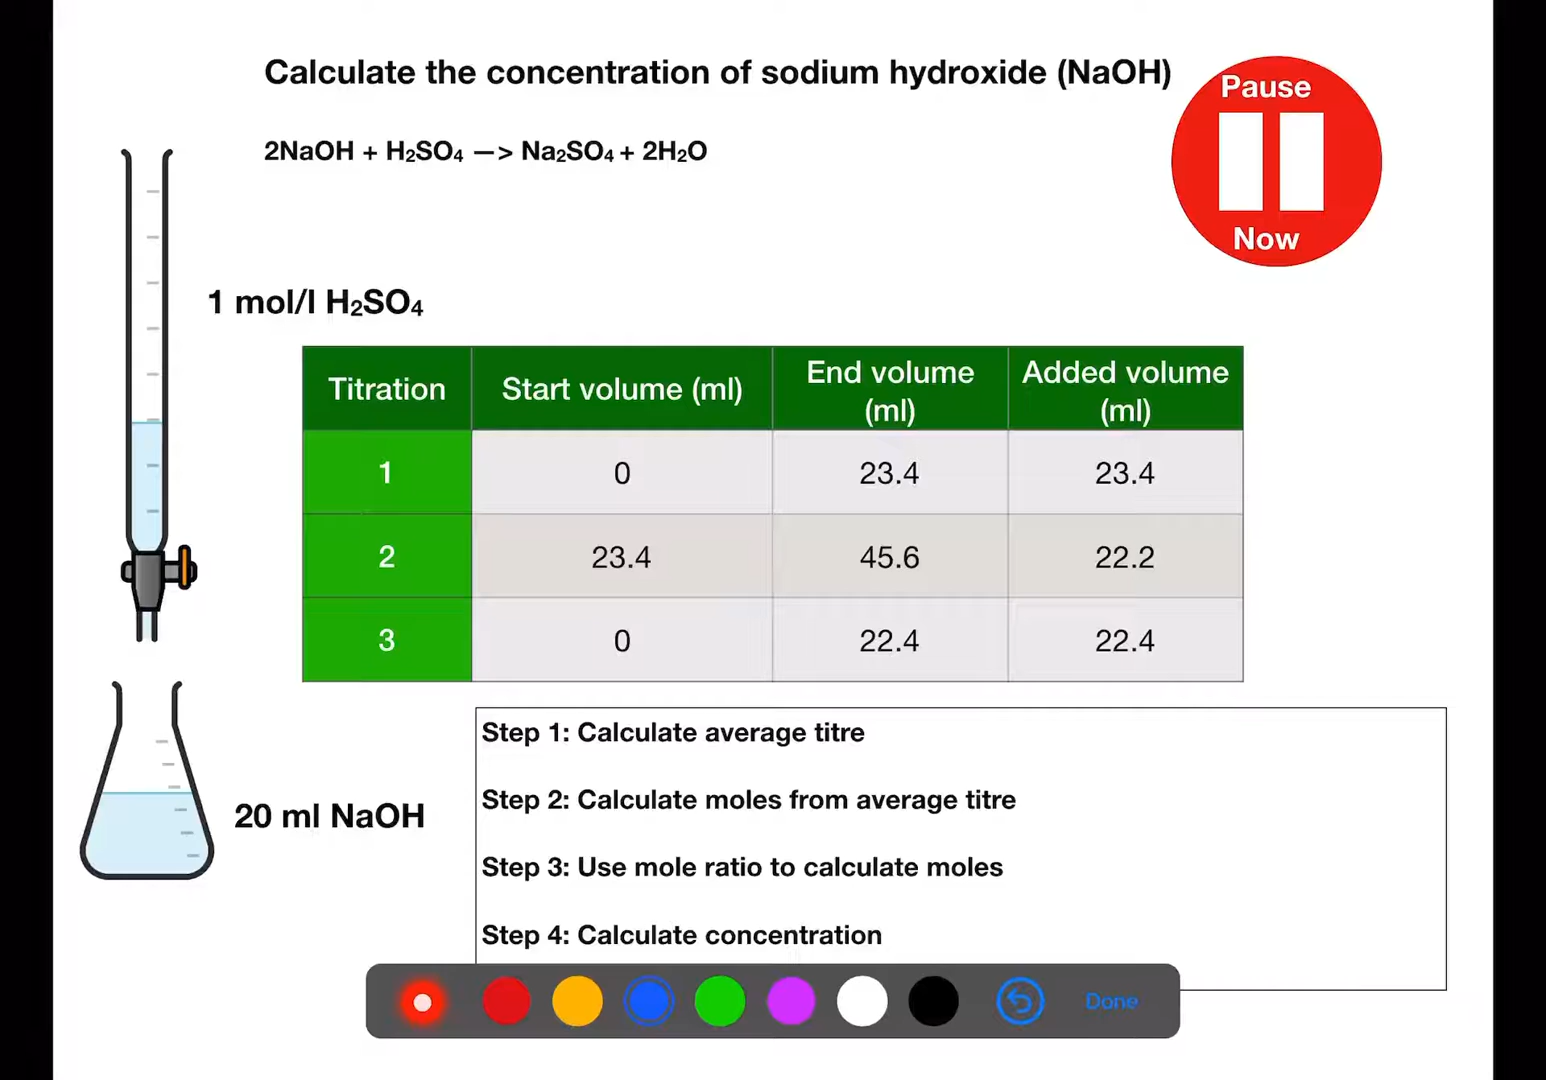 Calculate the concentration of sodium hydroxide (NaOH)
Pause
Now
2NaOH + H₂SO₄ —> Na₂SO₄ + 2H₂O
1 mol/l H₂SO₄
Titration Start volume (ml) End volume (ml) Added volume (ml)
1 0 23.4 23.4
2 23.4 45.6 22.2
3 0 22.4 22.4
20 ml NaOH
Step 1: Calculate average titre
Step 2: Calculate moles from average titre
Step 3: Use mole ratio to calculate moles
Step 4: Calculate concentration
Done